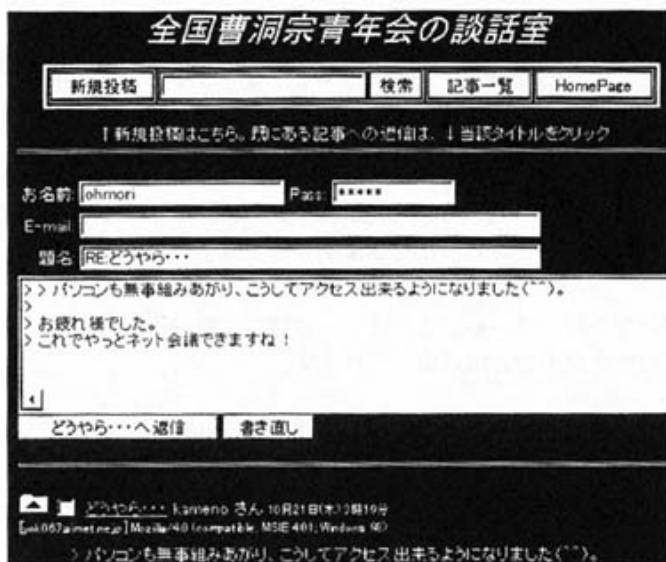 全国曹洞宗青年会の談話室
新規投稿 検索 記事一覧 HomePage
↑新規投稿はこちら。既にある記事への返信は、↓当該タイトルをクリック
お名前 ohmori Pass *****
E-mail
題名 RE:どうやら・・・
>>パソコンも無事組みあがり、こうしてアクセス出来るようになりました(^^)。
>
>お疲れ様でした。
>これでやっとネット会議できますね!
どうやら・・・へ返信 書き直し
どうやら・・・ kameno さん 10月21日(木)
Mozilla/4.0 (compatible; MSIE 4.01; Windows
>パソコンも無事組みあがり、こうしてアクセス出来るようになりました(^^)。